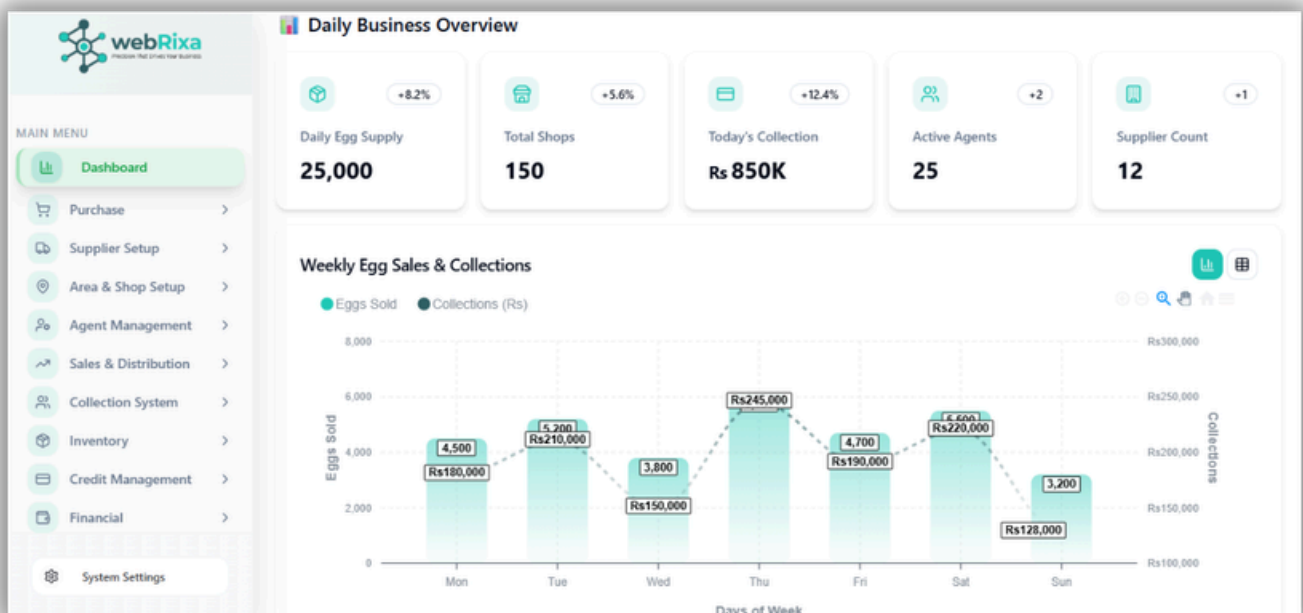 webRixa
Daily Business Overview
+8.2%
+5.6%
+12.4%
+2
+1
Daily Egg Supply
Total Shops
Today's Collection
Active Agents
Supplier Count
25,000
150
Rs 850K
25
12
MAIN MENU
Dashboard
Purchase
Supplier Setup
Area & Shop Setup
Agent Management
Sales & Distribution
Collection System
Inventory
Credit Management
Financial
System Settings
Weekly Egg Sales & Collections
Eggs Sold
Collections (Rs)
8,000
6,000
4,000
2,000
0
Eggs Sold
4,500
5,200
3,800
4,700
3,200
Rs180,000
Rs210,000
Rs150,000
Rs245,000
Rs190,000
Rs220,000
Rs128,000
Rs300,000
Rs250,000
Rs200,000
Rs150,000
Rs100,000
Collections
Mon
Tue
Wed
Thu
Fri
Sat
Sun
Days of Week